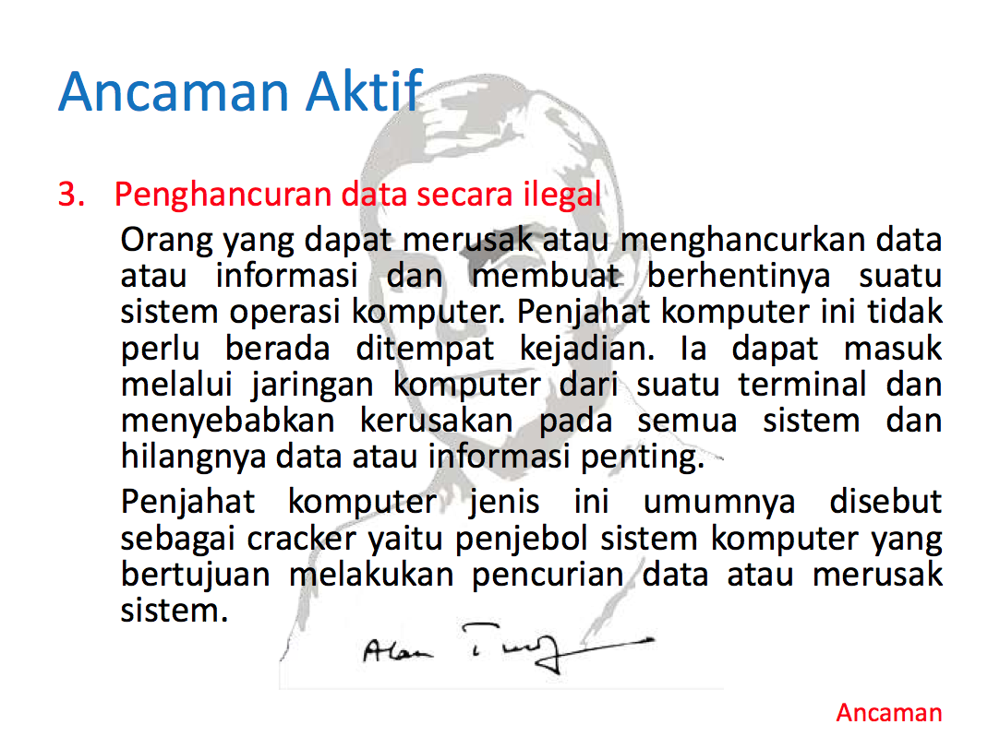 Ancaman Aktif
3. Penghancuran data secara ilegal
Orang yang dapat merusak atau menghancurkan data
atau informasi dan membuat berhentinya suatu
sistem operasi komputer. Penjahat komputer ini tidak
perlu berada ditempat kejadian. Ia dapat masuk
melalui jaringan komputer dari suatu terminal dan
menyebabkan kerusakan pada semua sistem dan
hilangnya data atau informasi penting.
Penjahat komputer jenis ini umumnya disebut
sebagai cracker yaitu penjebol sistem komputer yang
bertujuan melakukan pencurian data atau merusak
sistem.
Alan Turing
Ancaman